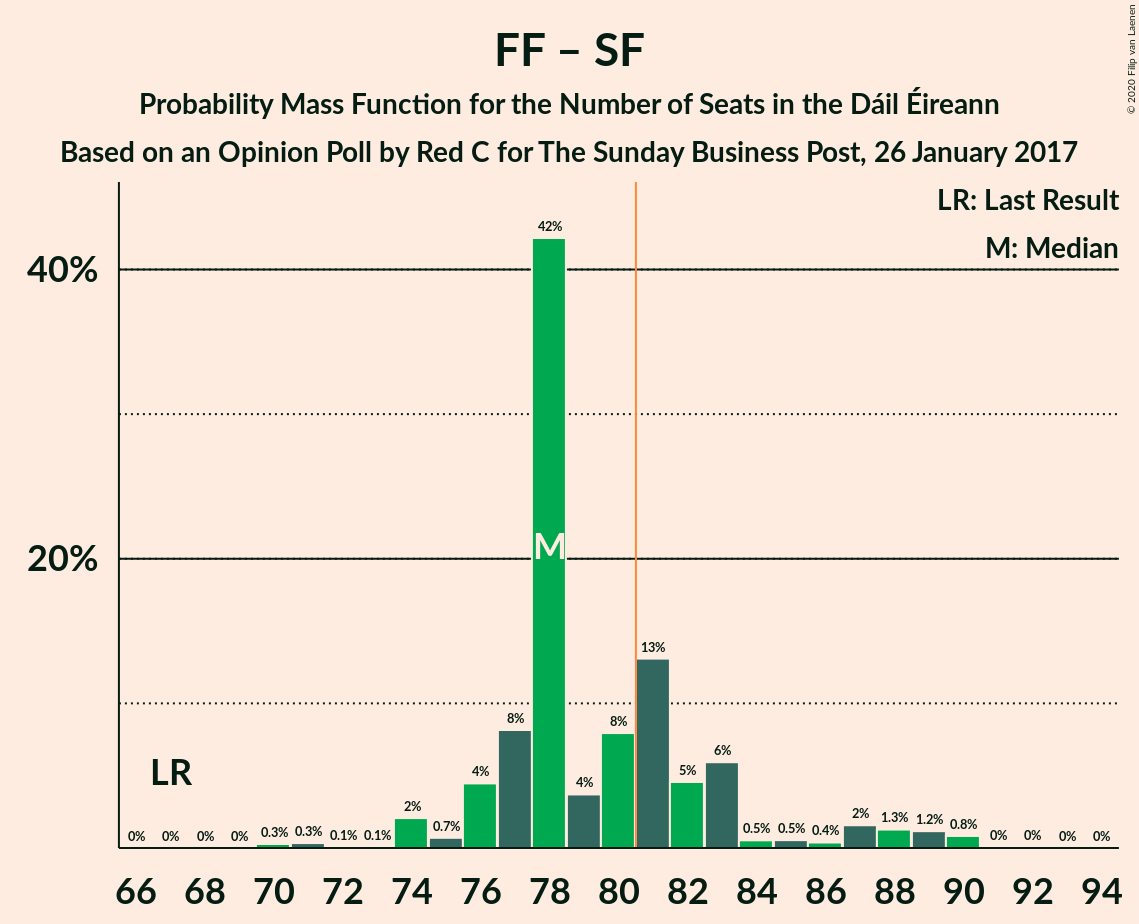 FF – SF
Probability Mass Function for the Number of Seats in the Dáil Éireann
Based on an Opinion Poll by Red C for The Sunday Business Post, 26 January 2017
© 2020 Filip van Laenen
LR: Last Result
M: Median
40%
20%
LR
M
0% 0% 0% 0% 0.3% 0.3% 0.1% 0.1% 2% 0.7% 4% 8% 42% 4% 8% 13% 5% 6% 0.5% 0.5% 0.4% 2% 1.3% 1.2% 0.8% 0% 0% 0% 0%
66 68 70 72 74 76 78 80 82 84 86 88 90 92 94